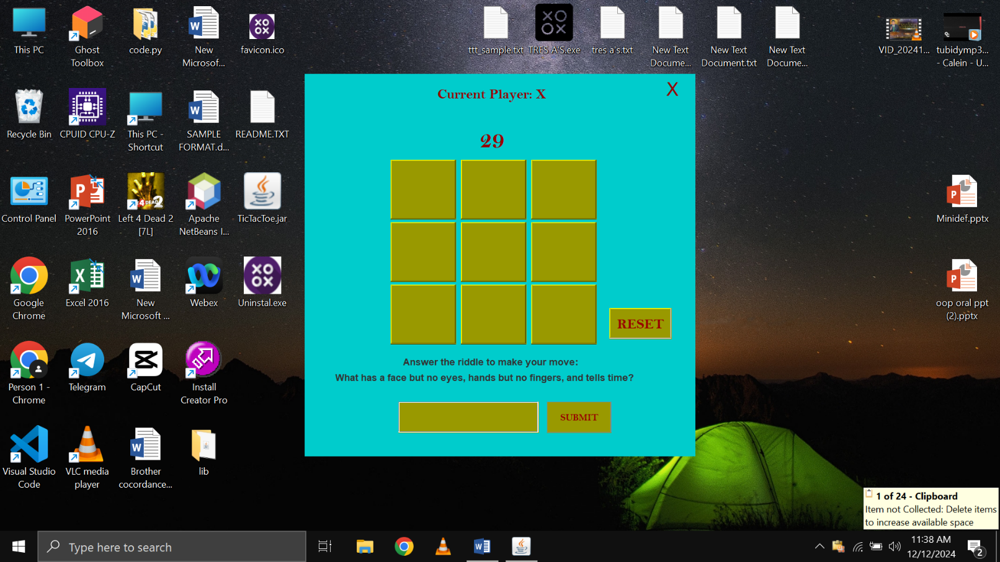 This PC
Ghost
Toolbox
code.py
New
Microsof...
favicon.ico
ttt_sample.txt
TRES A'S.exe
tres a's.txt
New Text
Docume...
New Text
Document.txt
New Text
Docume...
VID_20241...
tubidymp3...
- Calein - U...
Recycle Bin
CPUID CPU-Z
This PC -
Shortcut
SAMPLE
FORMAT.d...
README.TXT
Control Panel
PowerPoint
2016
Left 4 Dead 2
[7L]
Apache
NetBeans I...
TicTacToe.jar
Minidef.pptx
Google
Chrome
Excel 2016
New
Microsoft ...
Webex
Uninstal.exe
oop oral ppt
(2).pptx
Person 1 -
Chrome
Telegram
CapCut
Install
Creator Pro
Visual Studio
Code
VLC media
player
Brother
cocordance...
lib
Current Player: X
X
29
RESET
Answer the riddle to make your move:
What has a face but no eyes, hands but no fingers, and tells time?
SUBMIT
1 of 24 - Clipboard
Item not Collected: Delete items
to increase available space
Type here to search
11:38 AM
12/12/2024
2